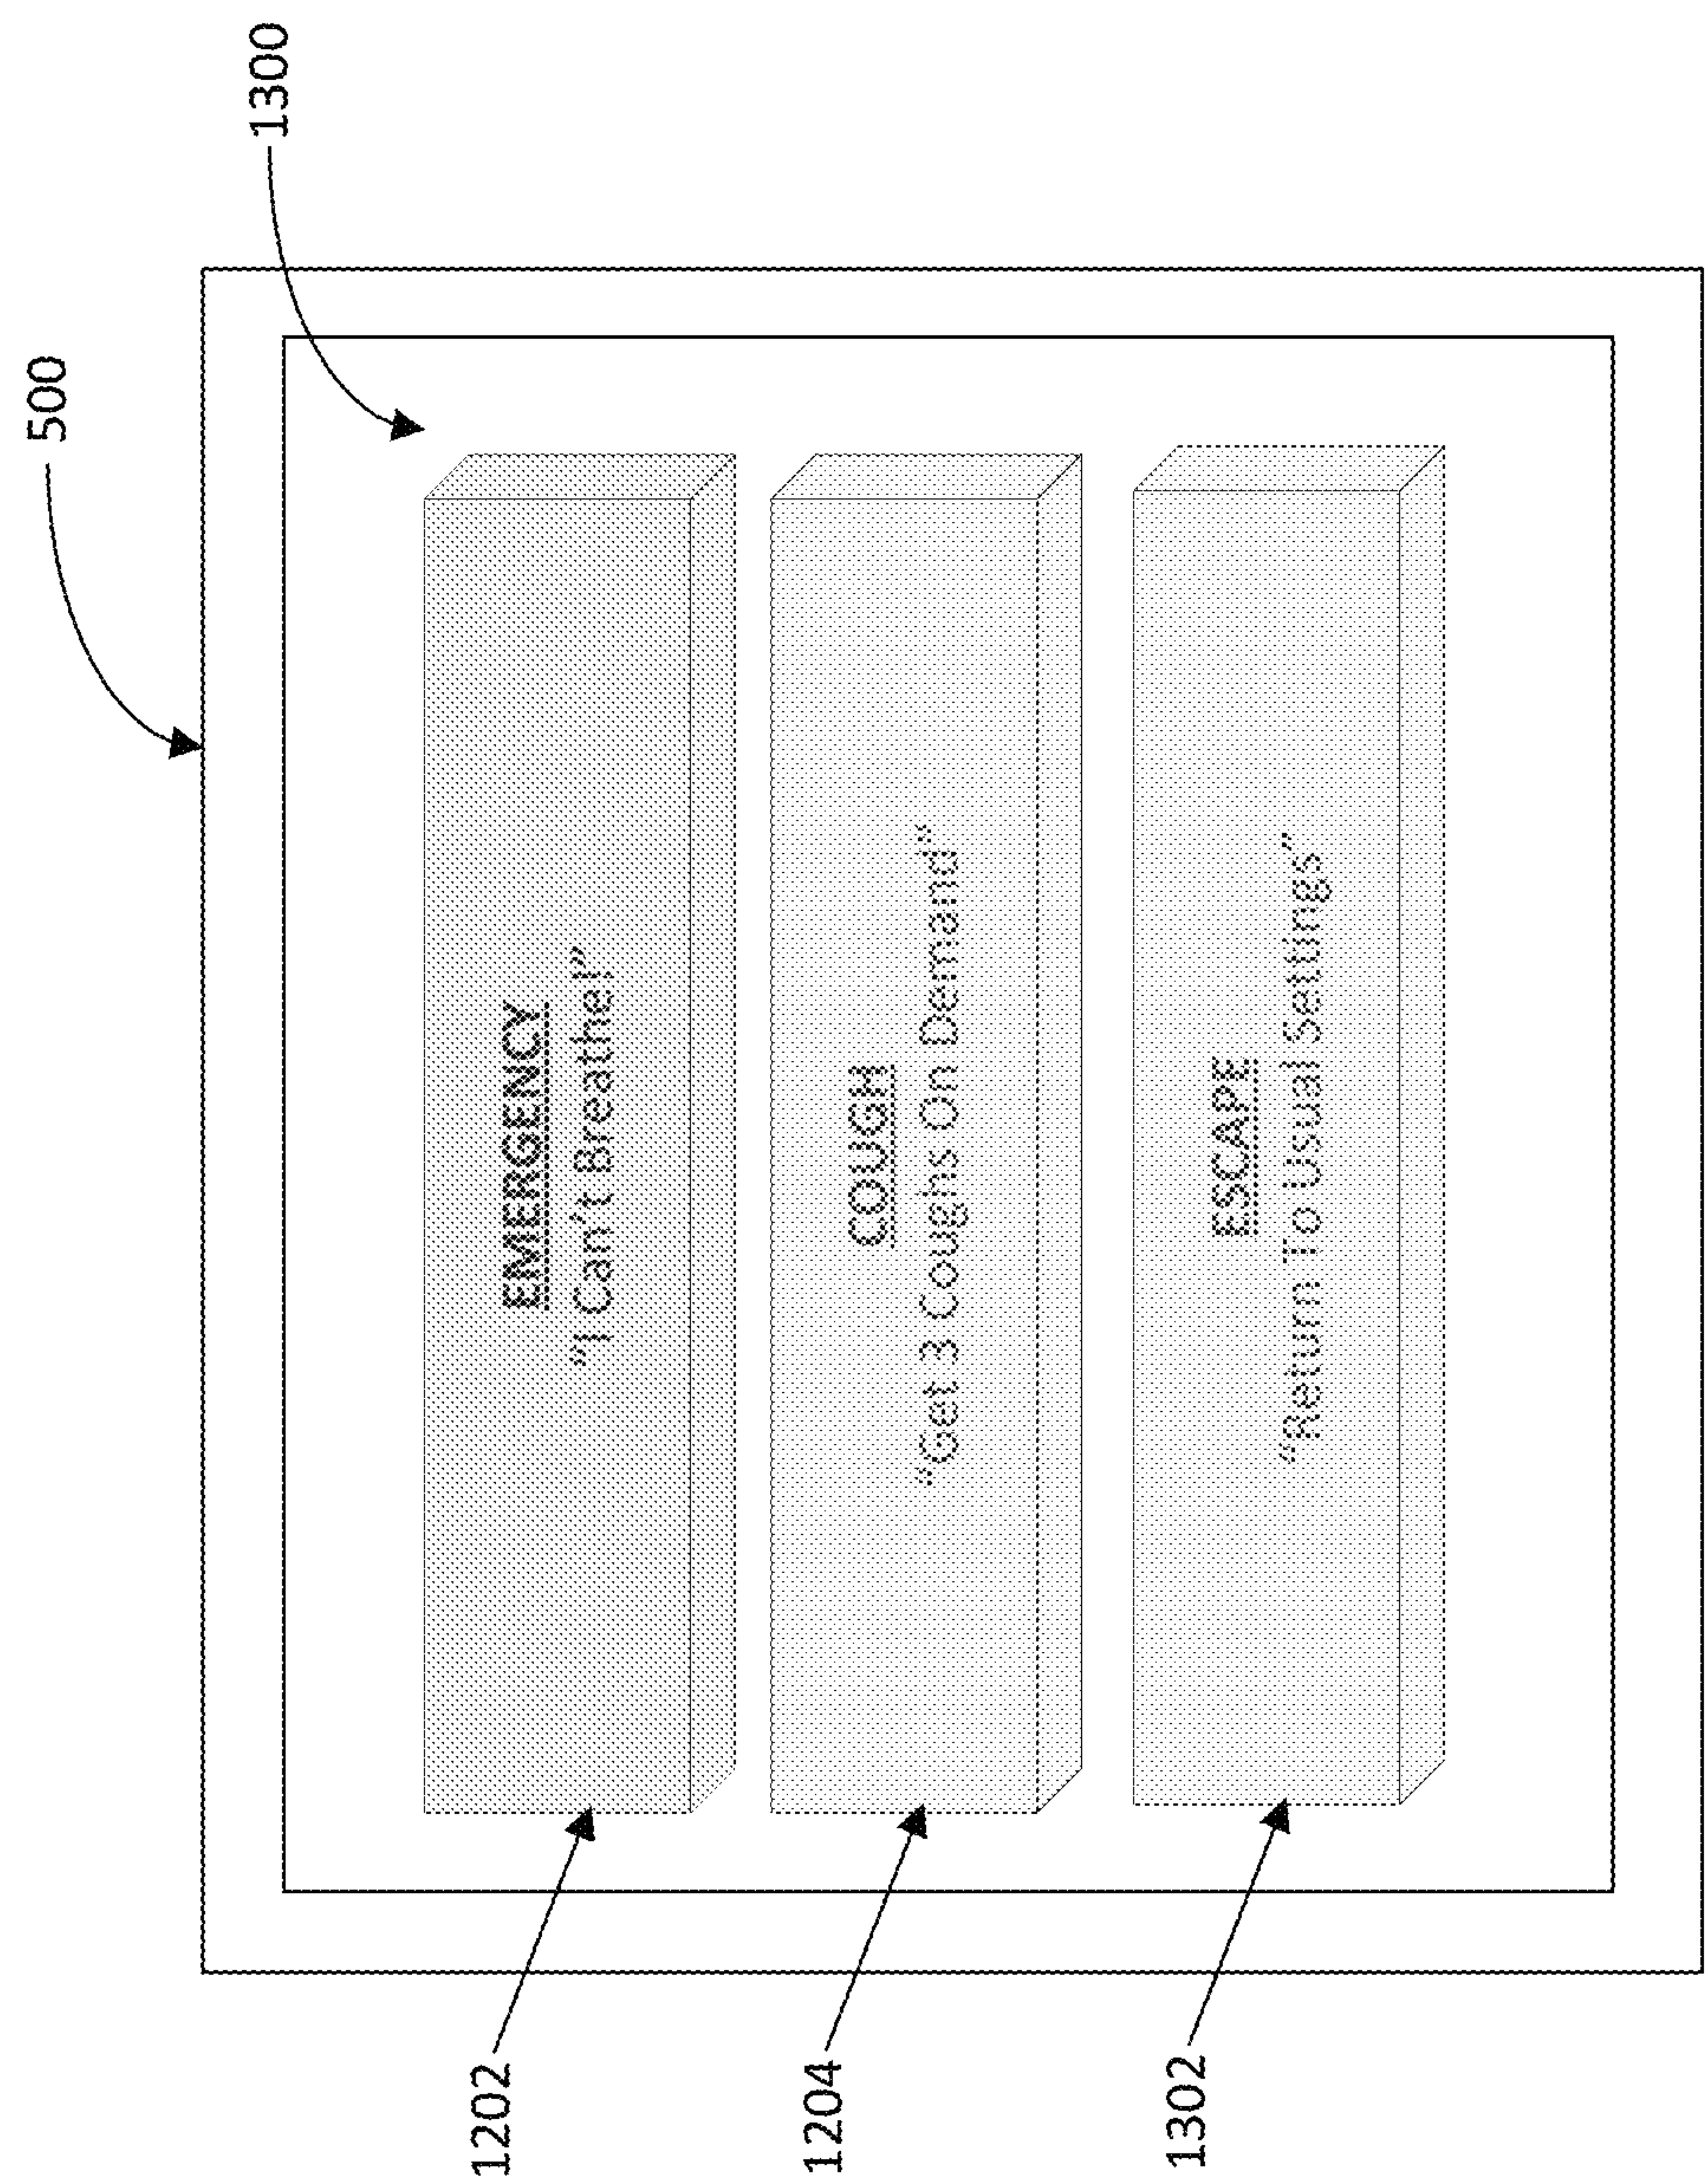 500
1300
1202
EMERGENCY
“I Can’t Breathe!”
1204
COUGH
“Get 3 Coughs On Demand”
1302
ESCAPE
“Return To Usual Settings”